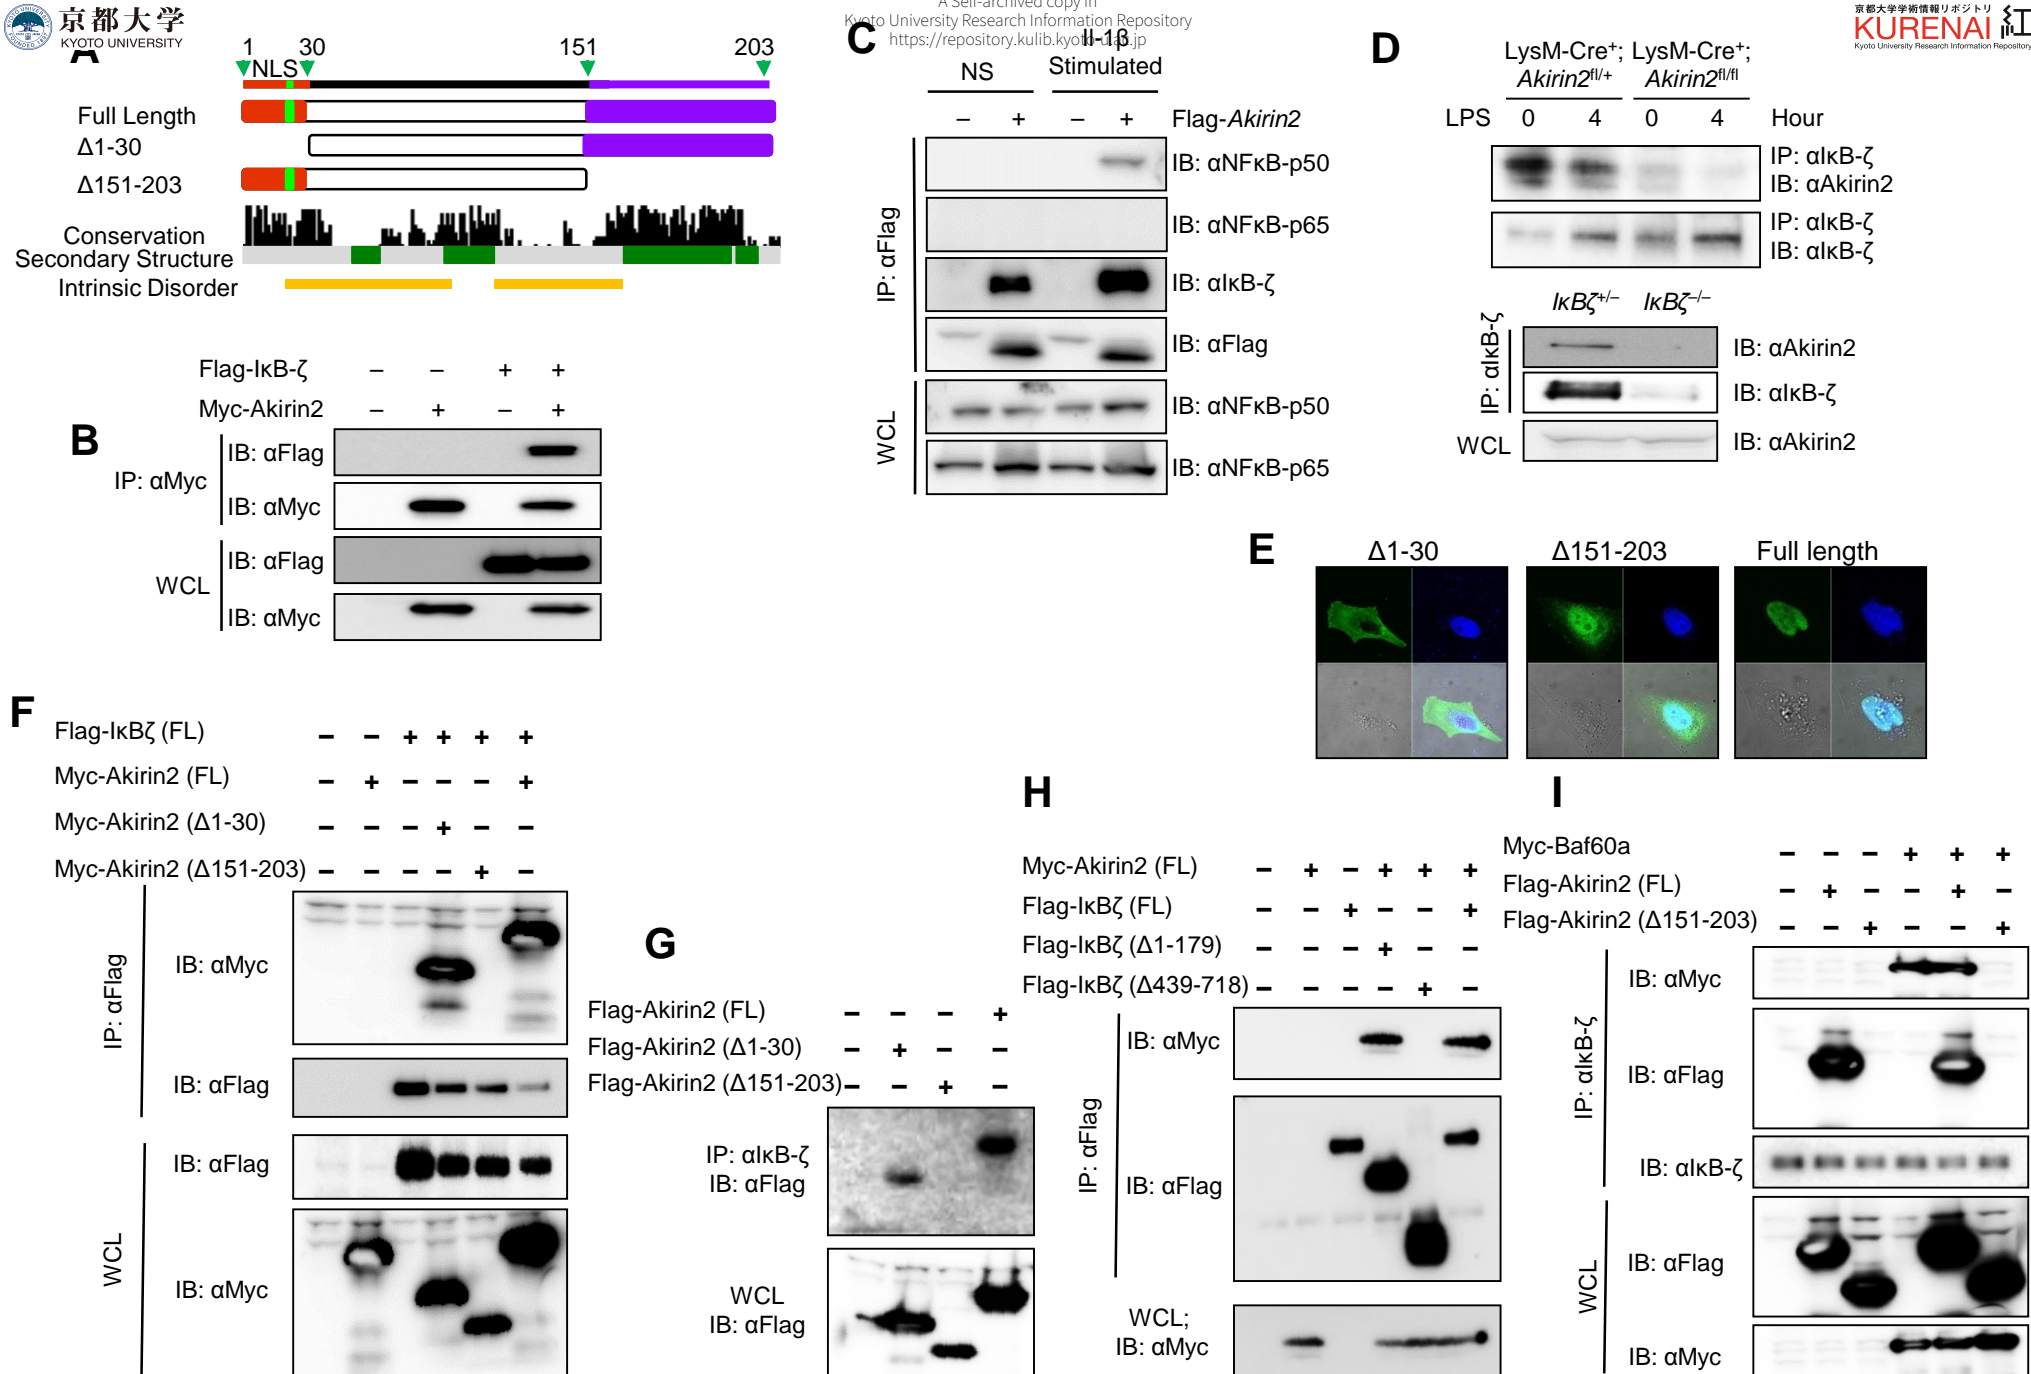 京都大学
KYOTO UNIVERSITY
A Self-archived copy in
Kyoto University Research Information Repository
https://repository.kulib.kyoto-u.ac.jp
京都大学学術情報リポジトリ
KURENAI 紅
Kyoto University Research Information Repository
A
1 30 151 203
NLS
Full Length
Δ1-30
Δ151-203
Conservation
Secondary Structure
Intrinsic Disorder
B
Flag-IκB-ζ – – + +
Myc-Akirin2 – + – +
IP: αMyc
IB: αFlag
IB: αMyc
WCL
IB: αFlag
IB: αMyc
C
NS
Il-1β
Stimulated
– + – + Flag-Akirin2
IP: αFlag
IB: αNFκB-p50
IB: αNFκB-p65
IB: αIκB-ζ
IB: αFlag
WCL
IB: αNFκB-p50
IB: αNFκB-p65
D
LysM-Cre+; LysM-Cre+;
Akirin2fl/+ Akirin2fl/fl
LPS 0 4 0 4 Hour
IP: αIκB-ζ
IB: αAkirin2
IP: αIκB-ζ
IB: αIκB-ζ
IκBζ+/– IκBζ–/–
IP: αIκB-ζ
IB: αAkirin2
IB: αIκB-ζ
WCL
IB: αAkirin2
E
Δ1-30 Δ151-203 Full length
F
Flag-IκBζ (FL) – – + + + +
Myc-Akirin2 (FL) – + – – – +
Myc-Akirin2 (Δ1-30) – – – + – –
Myc-Akirin2 (Δ151-203) – – – – + –
IP: αFlag
IB: αMyc
IB: αFlag
WCL
IB: αFlag
IB: αMyc
G
Flag-Akirin2 (FL) – – – +
Flag-Akirin2 (Δ1-30) – + – –
Flag-Akirin2 (Δ151-203) – – + –
IP: αIκB-ζ
IB: αFlag
WCL
IB: αFlag
H
Myc-Akirin2 (FL) – + – + + +
Flag-IκBζ (FL) – – + – – +
Flag-IκBζ (Δ1-179) – – – + – –
Flag-IκBζ (Δ439-718) – – – – + –
IP: αFlag
IB: αMyc
IB: αFlag
WCL;
IB: αMyc
I
Myc-Baf60a – – – + + +
Flag-Akirin2 (FL) – + – – + –
Flag-Akirin2 (Δ151-203) – – + – – +
IP: αIκB-ζ
IB: αMyc
IB: αFlag
IB: αIκB-ζ
WCL
IB: αFlag
IB: αMyc